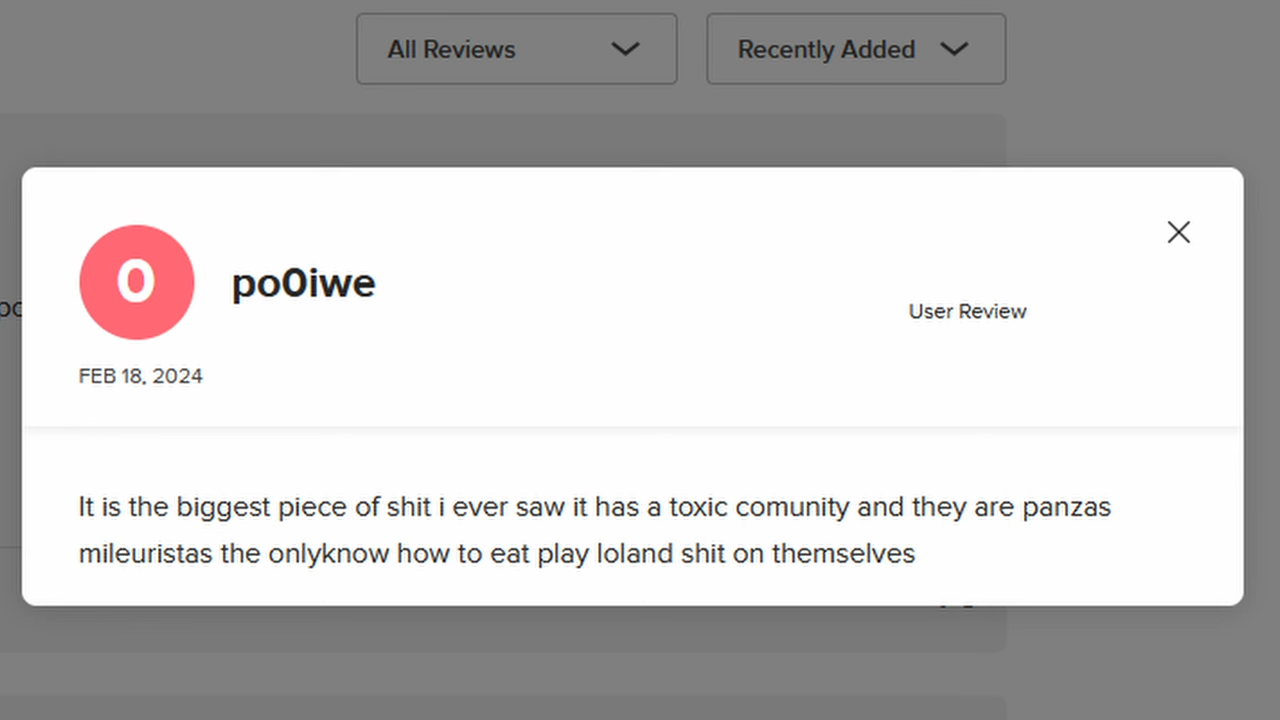 All Reviews
Recently Added
0
po0iwe
User Review
FEB 18, 2024
It is the biggest piece of shit i ever saw it has a toxic comunity and they are panzas
mileuristas the onlyknow how to eat play loland shit on themselves